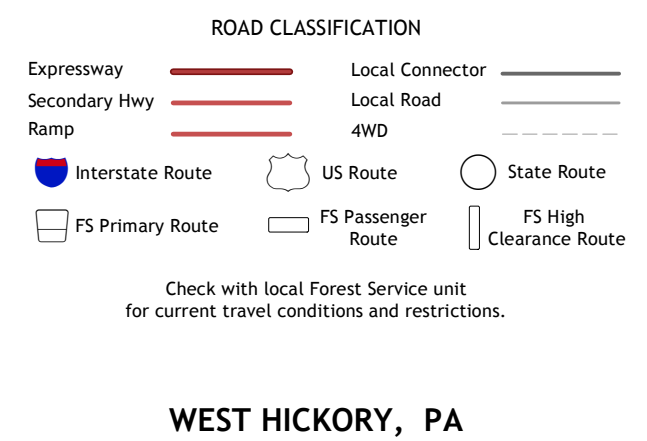 ROAD CLASSIFICATION
Expressway
Local Connector
Secondary Hwy
Local Road
Ramp
4WD
Interstate Route
US Route
State Route
FS Primary Route
FS Passenger
Route
FS High
Clearance Route
Check with local Forest Service unit
for current travel conditions and restrictions.
WEST HICKORY, PA